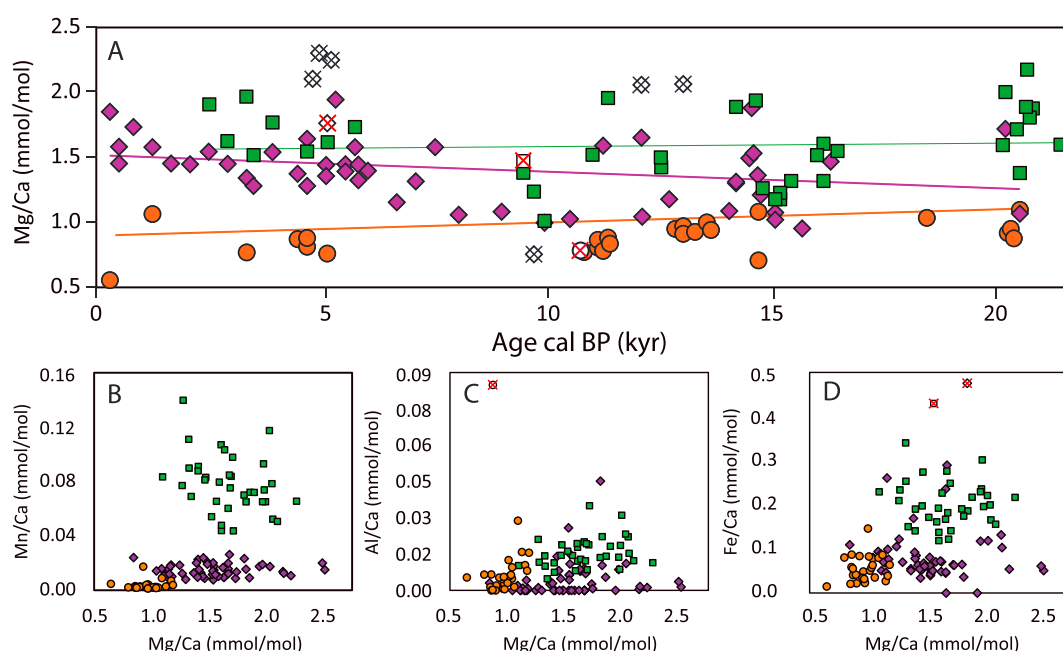 2.5
2.0
1.5
1.0
0.5
Mg/Ca (mmol/mol)
A
0 5 10 15 20
Age cal BP (kyr)
0.16
0.12
0.08
0.04
0.00
Mn/Ca (mmol/mol)
B
0.5 1.0 1.5 2.0 2.5
Mg/Ca (mmol/mol)
0.09
0.08
0.06
0.05
0.03
0.02
0.00
Al/Ca (mmol/mol)
C
0.5 1.0 1.5 2.0 2.5
Mg/Ca (mmol/mol)
0.5
0.4
0.3
0.2
0.1
0.0
Fe/Ca (mmol/mol)
D
0.5 1.0 1.5 2.0 2.5
Mg/Ca (mmol/mol)